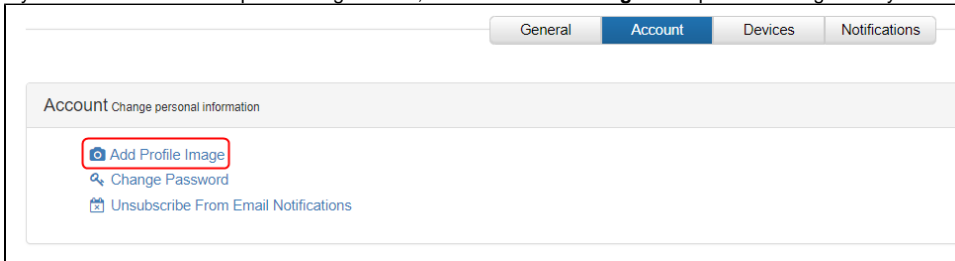 General Account Devices Notifications
Account Change personal information
Add Profile Image
Change Password
Unsubscribe From Email Notifications